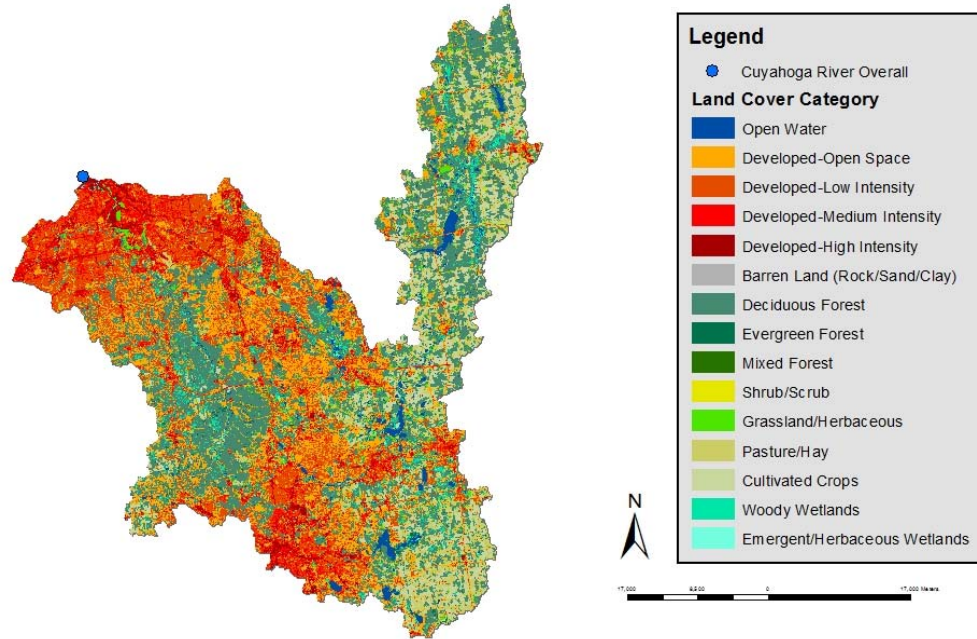 Legend
Cuyahoga River Overall
Land Cover Category
Open Water
Developed-Open Space
Developed-Low Intensity
Developed-Medium Intensity
Developed-High Intensity
Barren Land (Rock/Sand/Clay)
Deciduous Forest
Evergreen Forest
Mixed Forest
Shrub/Scrub
Grassland/Herbaceous
Pasture/Hay
Cultivated Crops
Woody Wetlands
Emergent/Herbaceous Wetlands
N
17,000 8,500 0 17,000 Meters